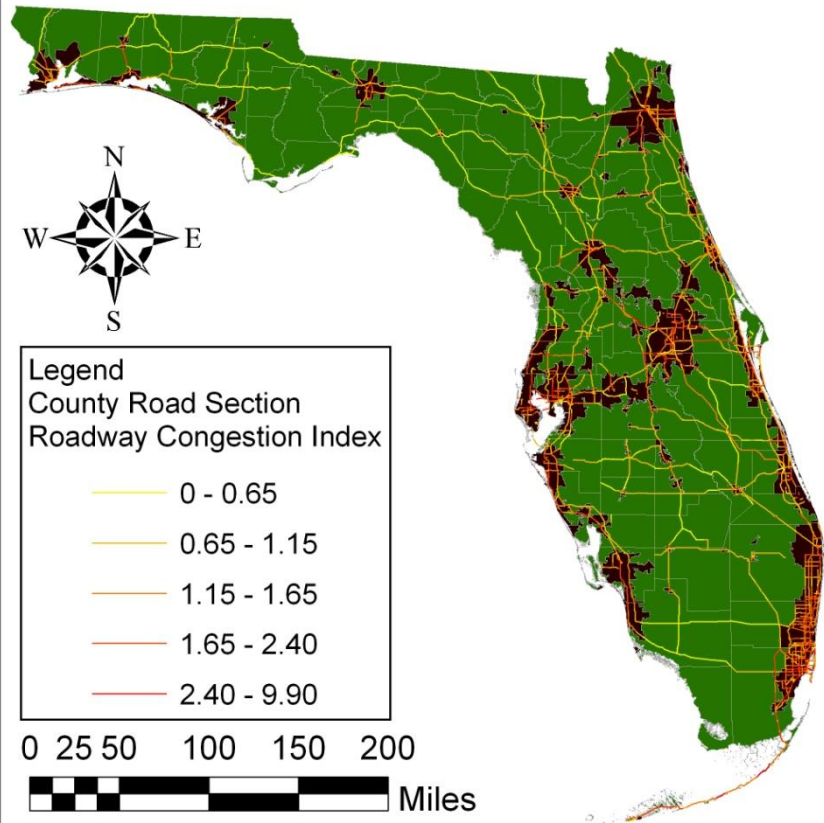 N
W E
S
Legend
County Road Section
Roadway Congestion Index
0 - 0.65
0.65 - 1.15
1.15 - 1.65
1.65 - 2.40
2.40 - 9.90
0 25 50 100 150 200
Miles